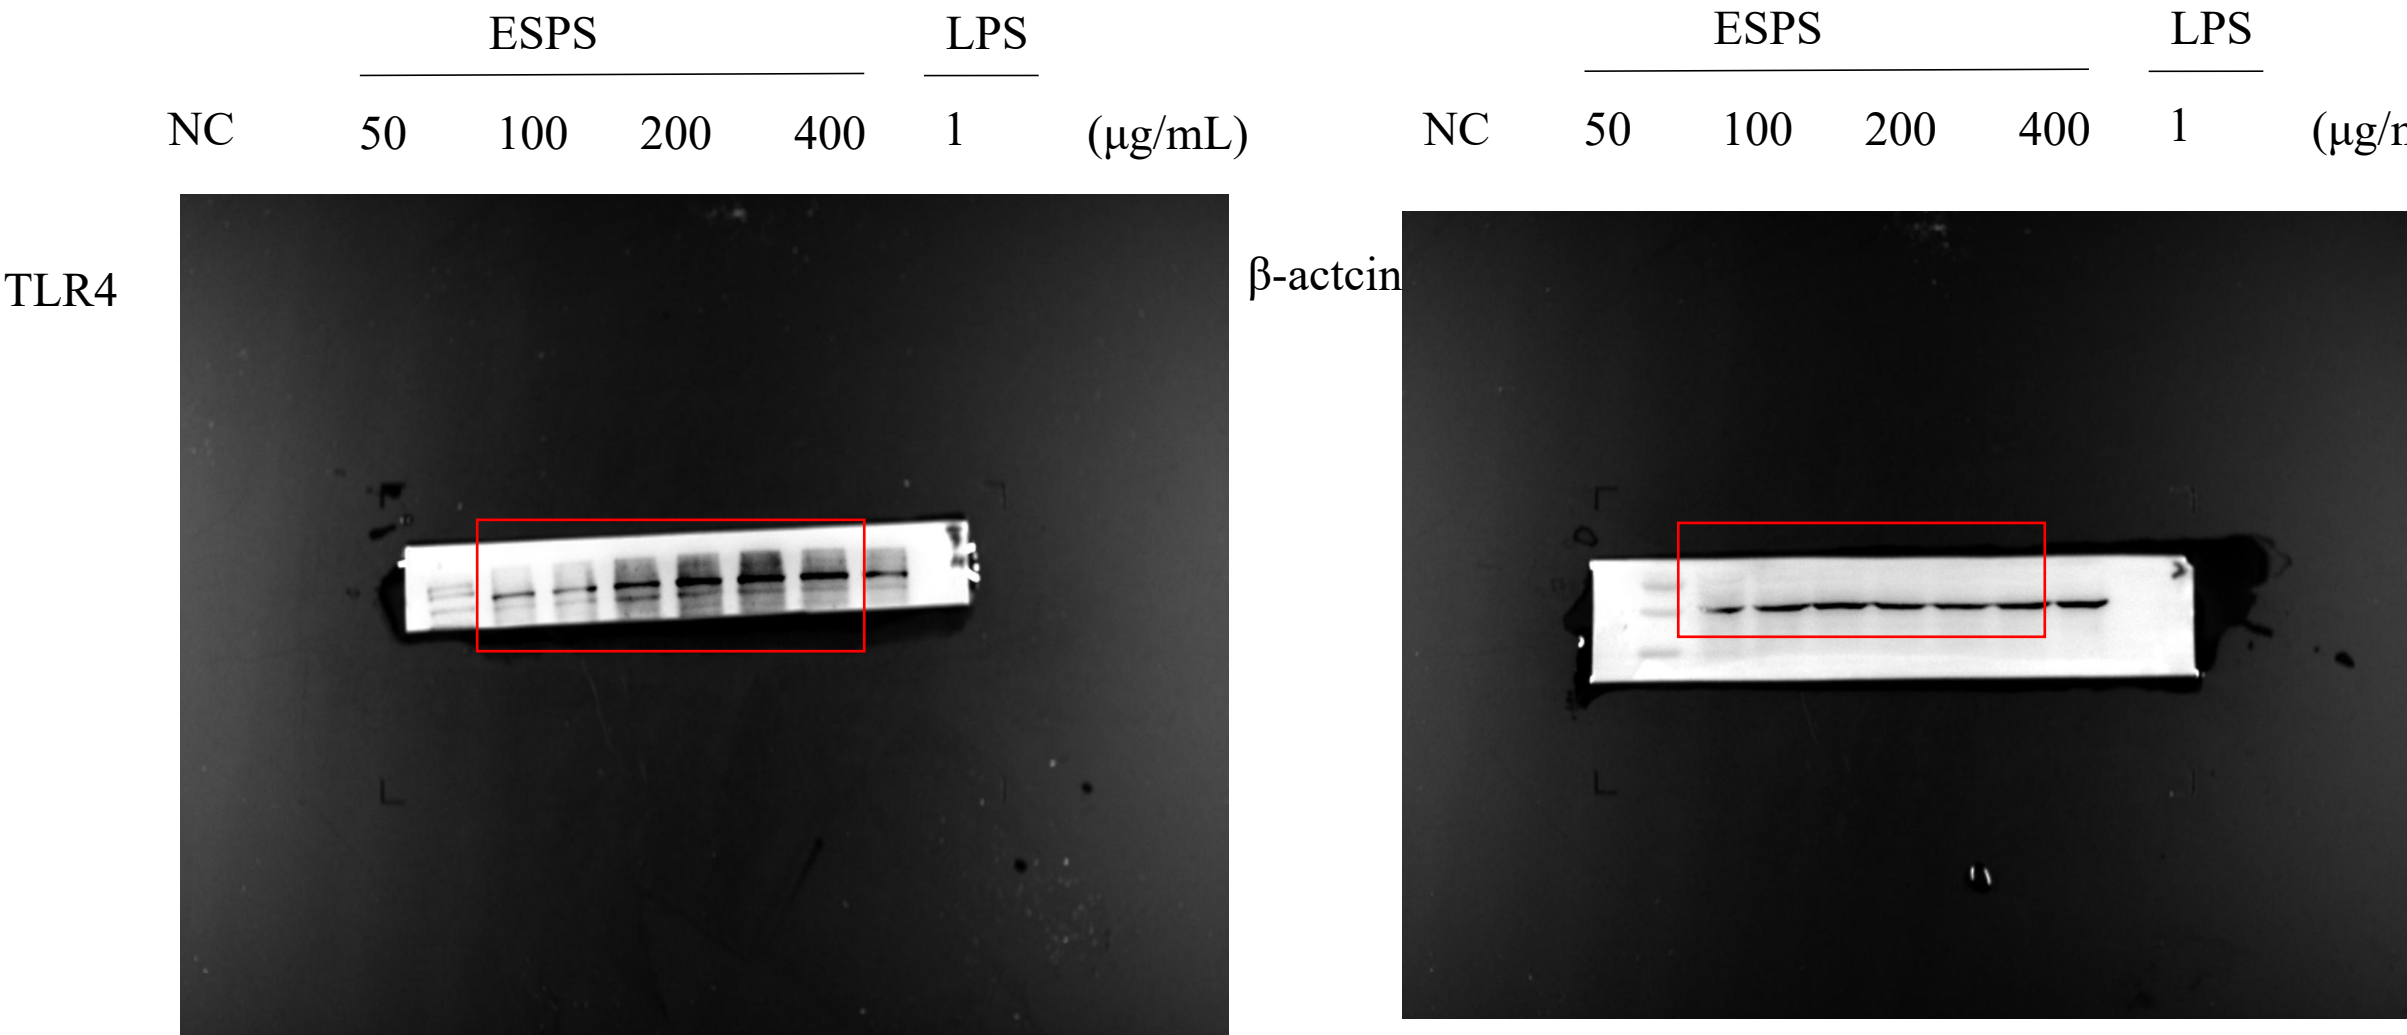 ESPS LPS
NC 50 100 200 400 1 (μg/mL)
TLR4
ESPS LPS
NC 50 100 200 400 1 (μg/m
β-actcin